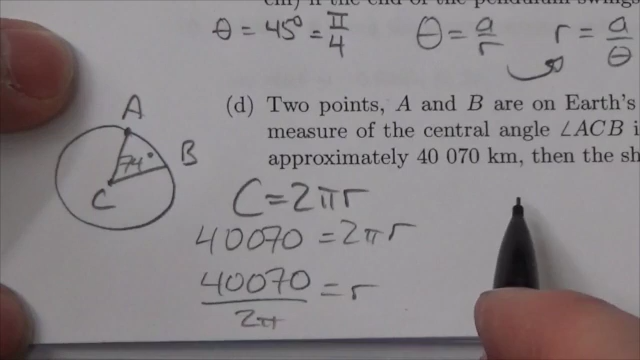 cm) if the end of the pendulum swings
θ = 45° = π/4
θ = a/r
r = a/θ
(d) Two points, A and B are on Earth's
measure of the central angle ∠ACB i
approximately 40 070 km, then the sh
A
B
74°
C
C = 2πr
40070 = 2πr
40070/2π = r